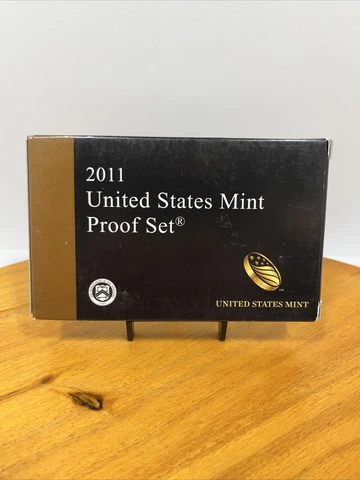 2011
United States Mint
Proof Set®
UNITED STATES MINT